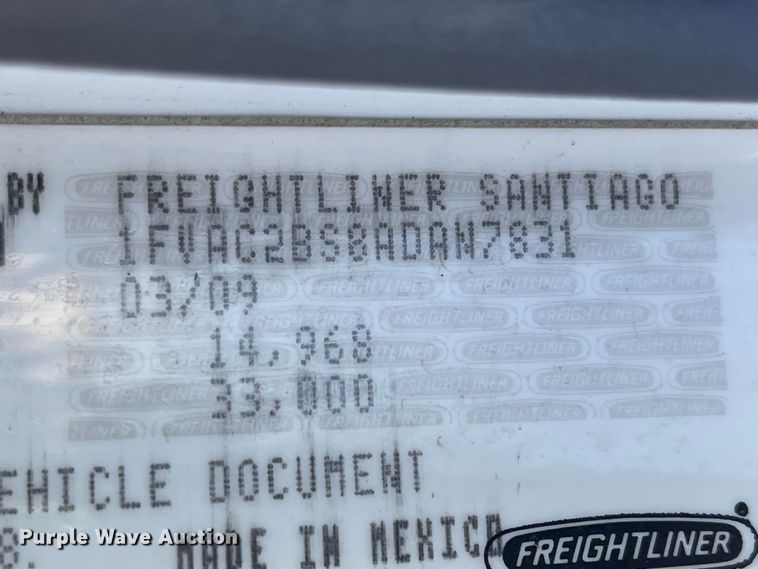 BY FREIGHTLINER SANTIAGO
1FVAC2BS8ADAN7831
03/09
14,968
33,000
EHICLE DOCUMENT
8. MADE IN MEXICO
FREIGHTLINER
Purple Wave Auction